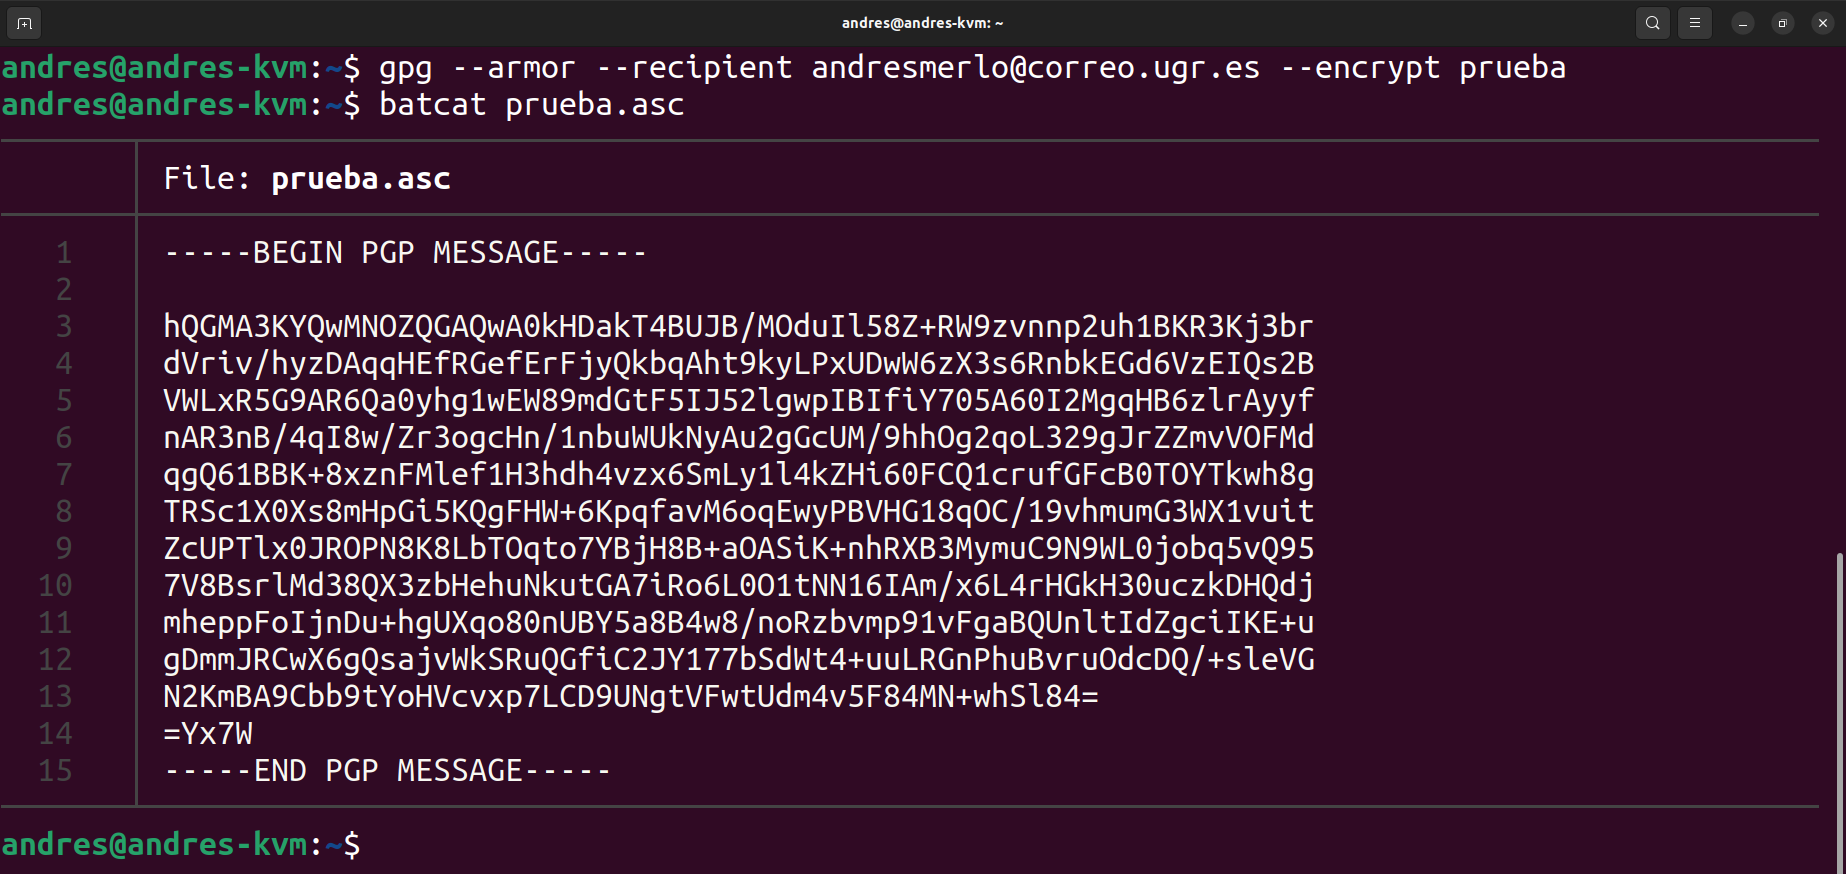 andres@andres-kvm: ~
andres@andres-kvm:~$ gpg --armor --recipient andresmerlo@correo.ugr.es --encrypt prueba
andres@andres-kvm:~$ batcat prueba.asc
File: prueba.asc
1 -----BEGIN PGP MESSAGE-----
2
3 hQGMA3KYQwMNOZQGAQwA0kHDakT4BUJB/MOduIl58Z+RW9zvnnp2uh1BKR3Kj3br
4 dVriv/hyzDAqqHEfRGefErFjyQkbqAht9kyLPxUDwW6zX3s6RnbkEGd6VzEIQs2B
5 VWLxR5G9AR6Qa0yhg1wEW89mdGtF5IJ52lgwpIBIfiY705A60I2MgqHB6zlrAyyf
6 nAR3nB/4qI8w/Zr3ogcHn/1nbuWUkNyAu2gGcUM/9hhOg2qoL329gJrZZmvVOFMd
7 qgQ61BBK+8xznFMlef1H3hdh4vzx6SmLy1l4kZHi60FCQ1crufGFcB0TOYTkwh8g
8 TRSc1X0Xs8mHpGi5KQgFHW+6KpqfavM6oqEwyPBVHG18qOC/19vhmumG3WX1vuit
9 ZcUPTlx0JROPN8K8LbTOqto7YBjH8B+aOASiK+nhRXB3MymuC9N9WL0jobq5vQ95
10 7V8BsrlMd38QX3zbHehuNkutGA7iRo6L0O1tNN16IAm/x6L4rHGkH30uczkDHQdj
11 mheppFoIjnDu+hgUXqo80nUBY5a8B4w8/noRzbvmp91vFgaBQUnltIdZgciIKE+u
12 gDmmJRCwX6gQsajvWkSRuQGfiC2JY177bSdWt4+uuLRGnPhuBvruOdcDQ/+sleVG
13 N2KmBA9Cbb9tYoHVcvxp7LCD9UNgtVFwtUdm4v5F84MN+whSl84=
14 =Yx7W
15 -----END PGP MESSAGE-----
andres@andres-kvm:~$